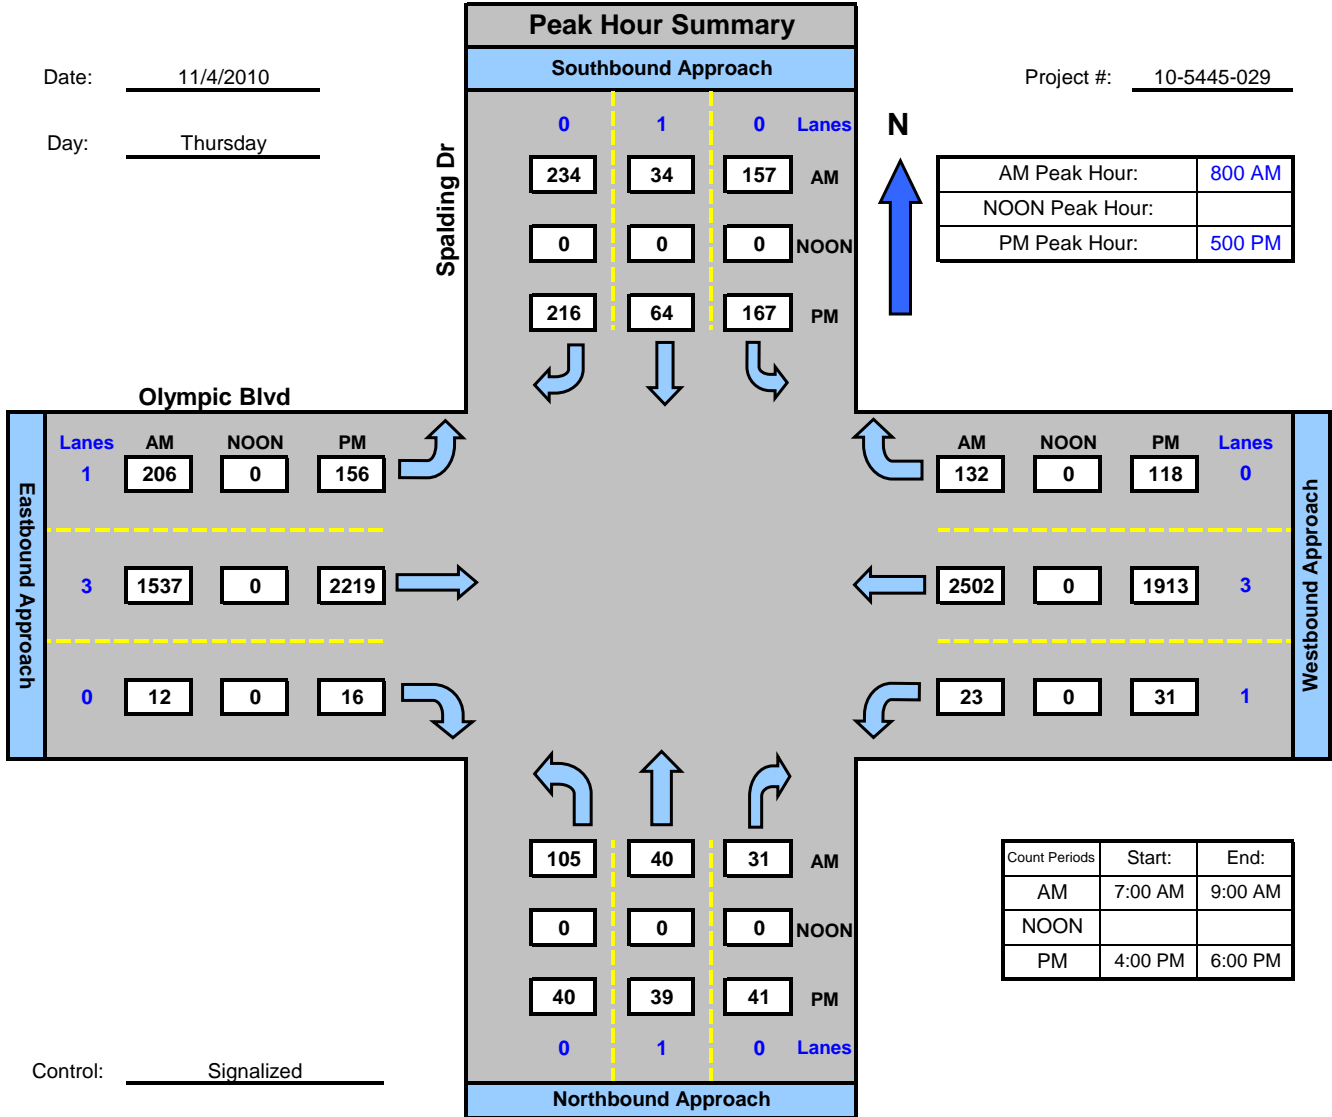 Peak Hour Summary
Southbound Approach
Date: 11/4/2010
Project #: 10-5445-029
Day: Thursday
Spalding Dr
0 1 0 Lanes
234 34 157 AM
0 0 0 NOON
216 64 167 PM
N
AM Peak Hour: 800 AM
NOON Peak Hour:
PM Peak Hour: 500 PM
Olympic Blvd
Eastbound Approach
Lanes AM NOON PM
1 206 0 156
3 1537 0 2219
0 12 0 16
AM NOON PM Lanes
132 0 118 0
2502 0 1913 3
23 0 31 1
Westbound Approach
105 40 31 AM
0 0 0 NOON
40 39 41 PM
0 1 0 Lanes
Northbound Approach
Count Periods Start: End:
AM 7:00 AM 9:00 AM
NOON
PM 4:00 PM 6:00 PM
Control: Signalized